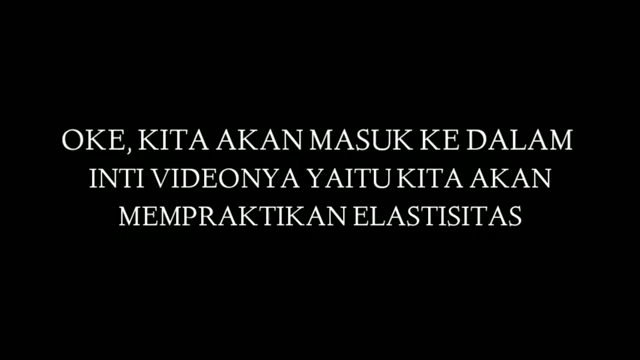 OKE, KITA AKAN MASUK KE DALAM
INTI VIDEONYA YAITU KITA AKAN
MEMPRAKTIKAN ELASTISITAS